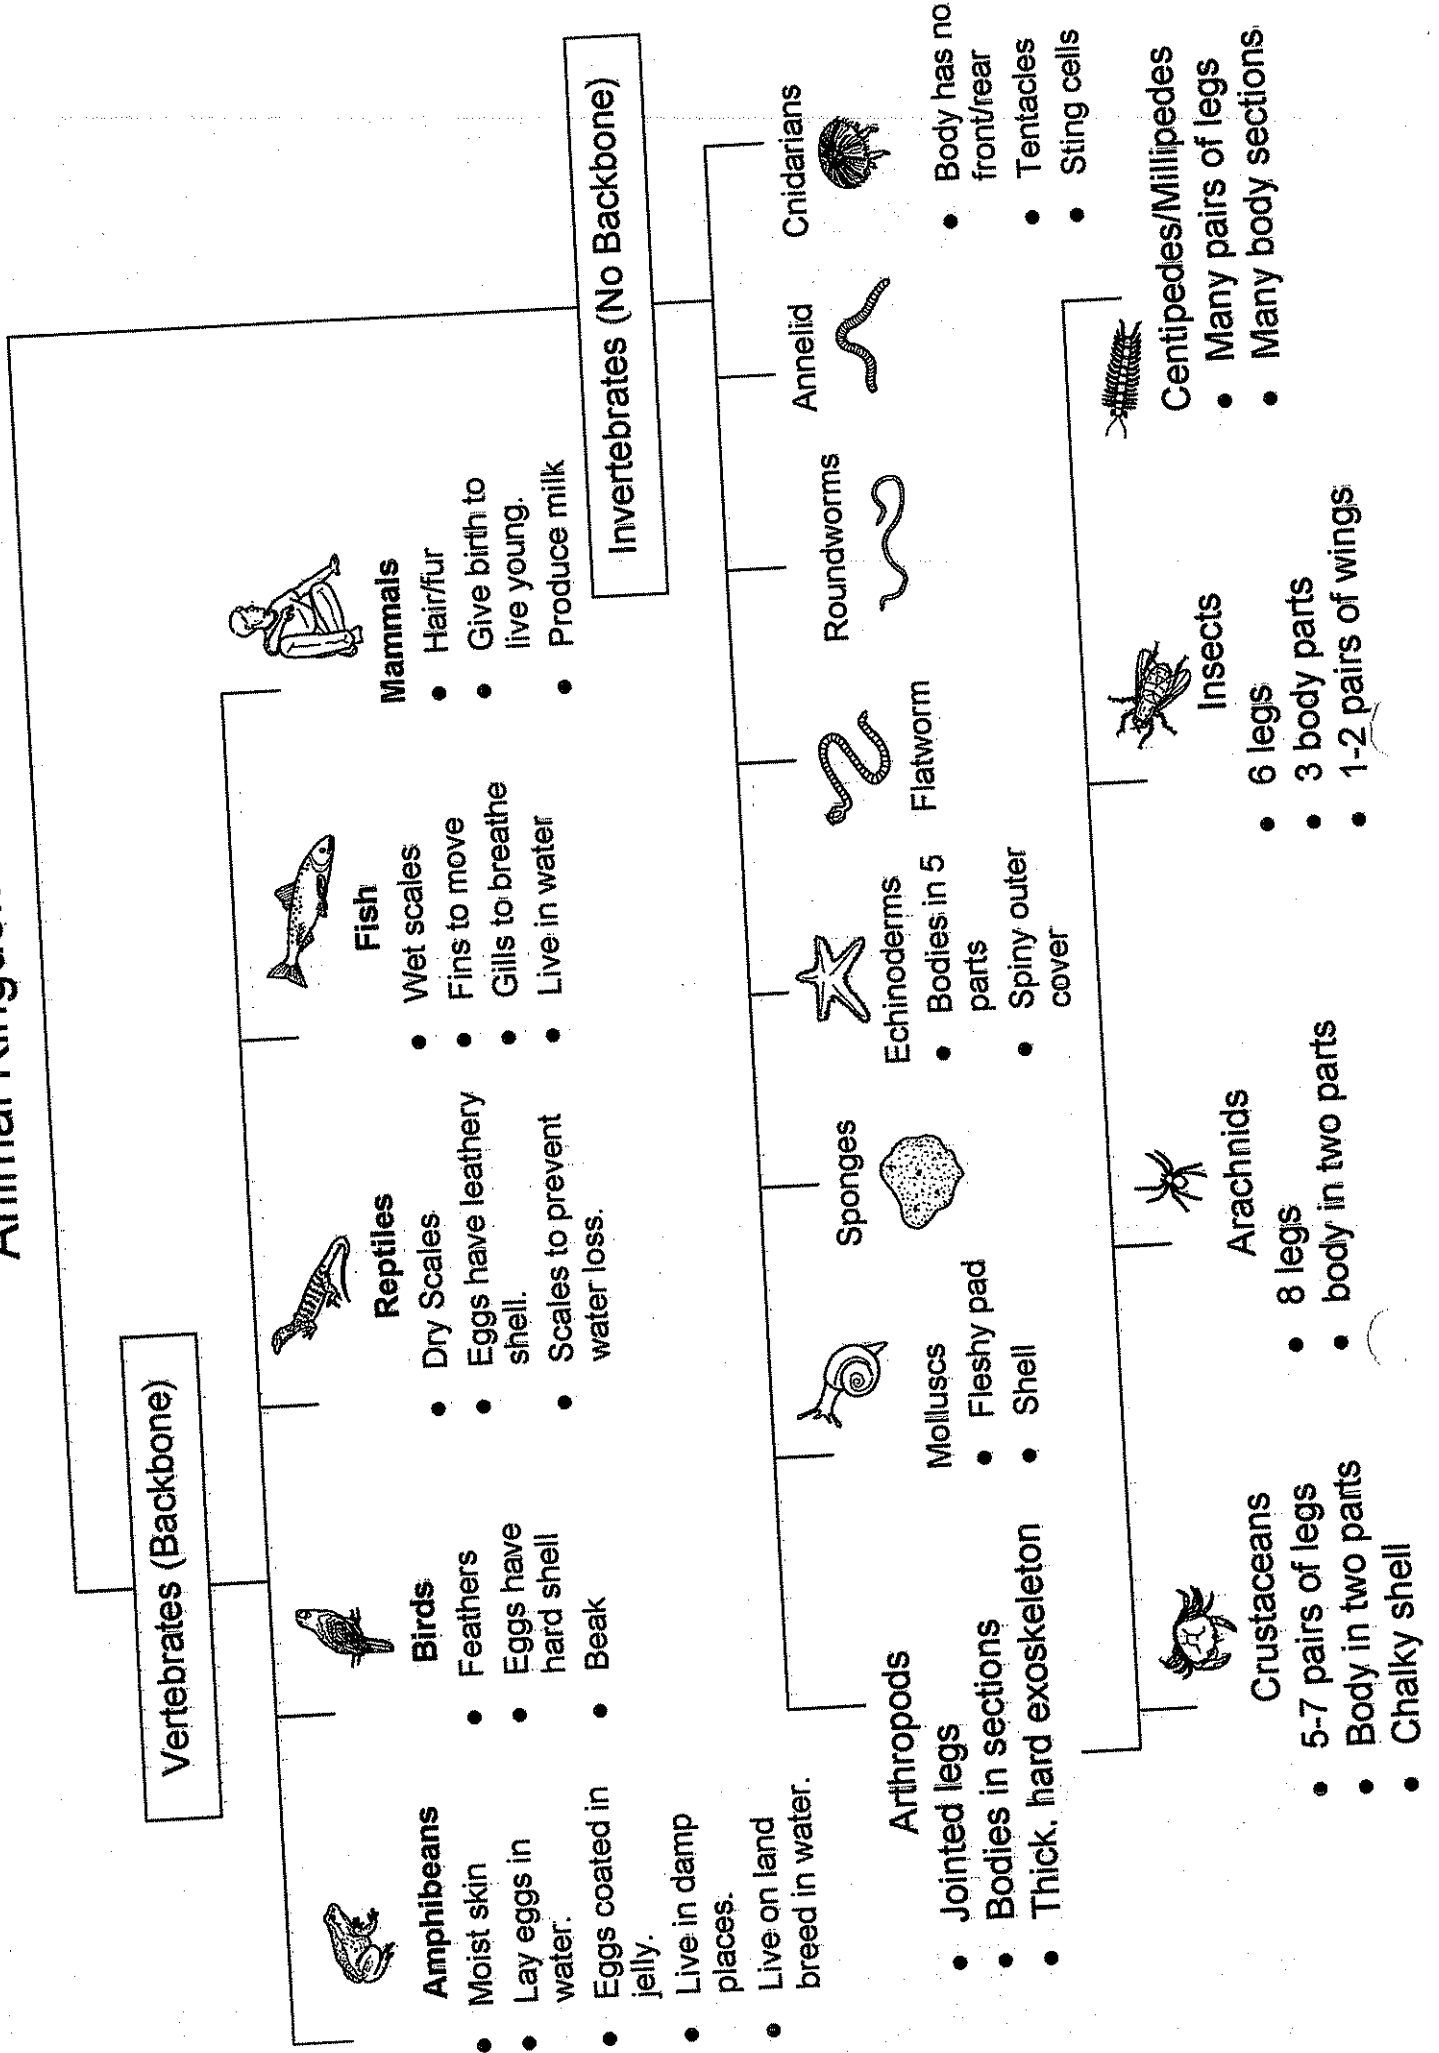 Animal Kingdom
Vertebrates (Backbone)
Amphibeans
• Moist skin
• Lay eggs in
water.
• Eggs coated in
jelly.
• Live in damp
places.
• Live on land
breed in water.
Birds
• Feathers
• Eggs have
hard shell
• Beak
Reptiles
• Dry Scales
• Eggs have leathery
shell.
• Scales to prevent
water loss.
Fish
• Wet scales
• Fins to move
• Gills to breathe
• Live in water
Mammals
• Hair/fur
• Give birth to
live young.
• Produce milk
Invertebrates (No Backbone)
Arthropods
• Jointed legs
• Bodies in sections
• Thick, hard exoskeleton
Molluscs
• Fleshy pad
• Shell
Sponges
Echinoderms
• Bodies in 5
parts
• Spiny outer
cover
Flatworm
Roundworms
Annelid
Cnidarians
• Body has no
front/rear
• Tentacles
• Sting cells
Crustaceans
• 5-7 pairs of legs
• Body in two parts
• Chalky shell
Arachnids
• 8 legs
• body in two parts
Insects
• 6 legs
• 3 body parts
• 1-2 pairs of wings
Centipedes/Millipedes
• Many pairs of legs
• Many body sections